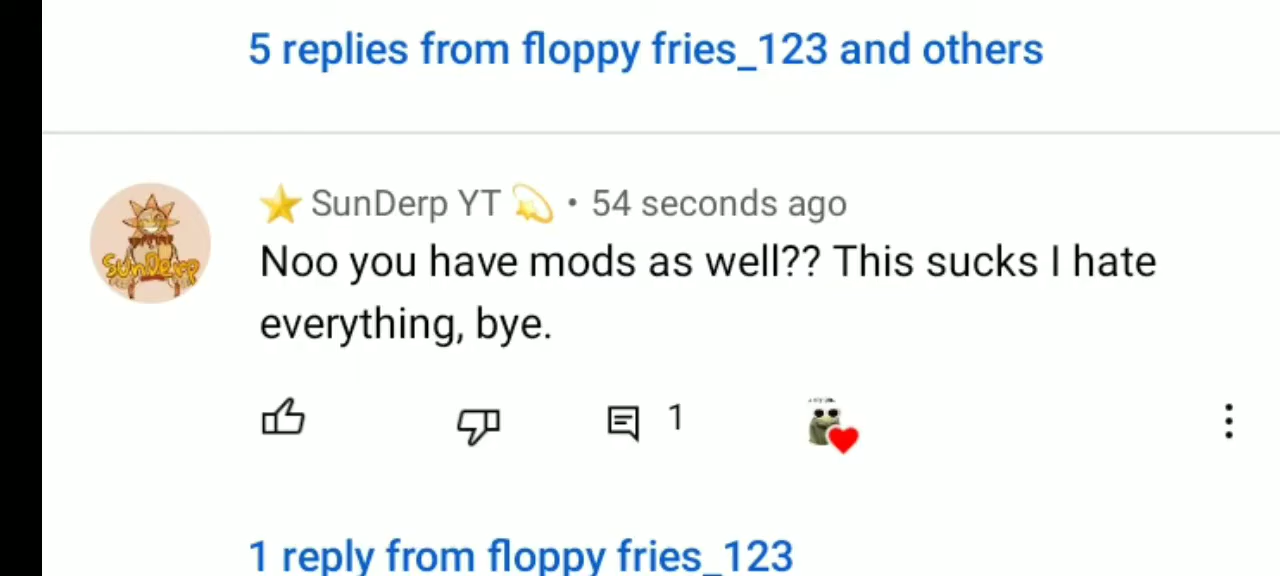 5 replies from floppy fries_123 and others
⭐ SunDerp YT 💫 • 54 seconds ago
SunDerp
Noo you have mods as well?? This sucks I hate
everything, bye.
1
1 reply from floppy fries_123